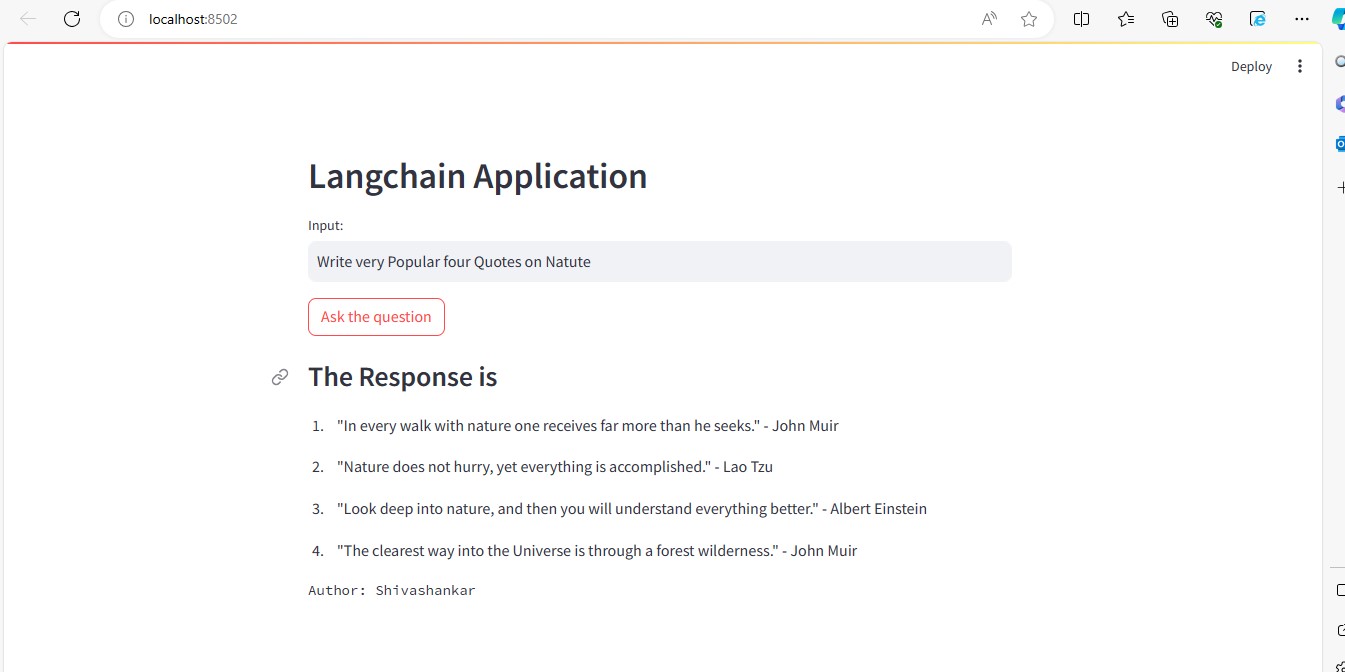 localhost:8502
Deploy
Langchain Application
Input:
Write very Popular four Quotes on Natute
Ask the question
The Response is
1. "In every walk with nature one receives far more than he seeks." - John Muir
2. "Nature does not hurry, yet everything is accomplished." - Lao Tzu
3. "Look deep into nature, and then you will understand everything better." - Albert Einstein
4. "The clearest way into the Universe is through a forest wilderness." - John Muir
Author: Shivashankar